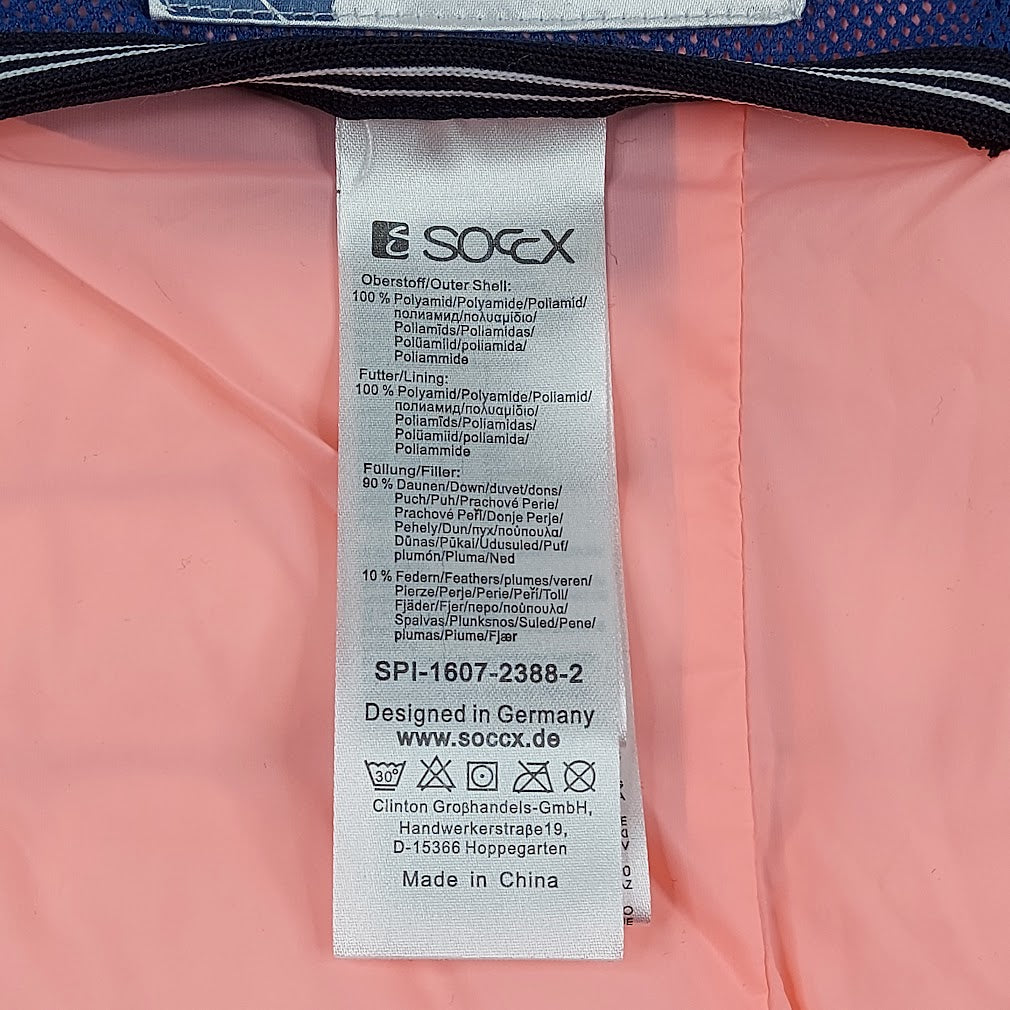 SOCCX
Oberstoff/Outer Shell:
100 % Polyamid/Polyamide/Poliamid/
полиамид/πολυαμίδιο/
Poliamīds/Poliamidas/
Polüamiid/poliamida/
Poliammide
Futter/Lining:
100 % Polyamid/Polyamide/Poliamid/
полиамид/πολυαμίδιο/
Poliamīds/Poliamidas/
Polüamiid/poliamida/
Poliammide
Füllung/Filler:
90 % Daunen/Down/duvet/dons/
Puch/Puh/Prachové Perie/
Prachové Peří/Donje Perje/
Pehely/Dun/пух/πούπουλα/
Dūnas/Pūkai/Udusuled/Puf/
plumón/Piuma/Ned
10 % Federn/Feathers/plumes/veren/
Pierze/Perje/Perie/Peří/Toll/
Fjäder/Fjer/перо/πούπουλα/
Spalvas/Plunksnos/Suled/Pene/
plumas/Piume/Fjær
SPI-1607-2388-2
Designed in Germany
www.soccx.de
30°
Clinton Großhandels-GmbH,
Handwerkerstraße19,
D-15366 Hoppegarten
Made in China